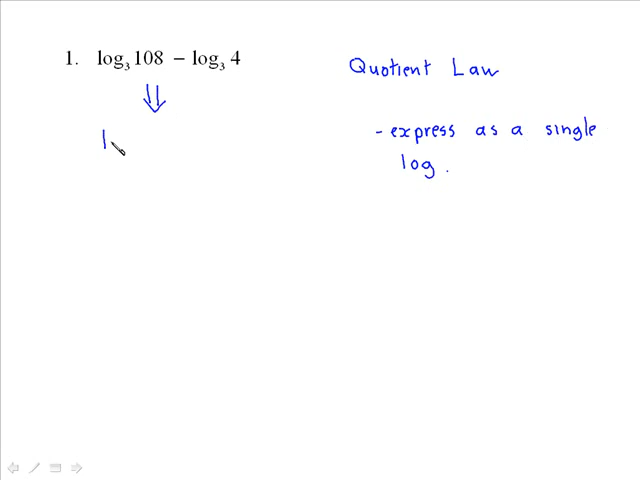 1. log₃ 108 − log₃ 4
Quotient Law
- express as a single
log.